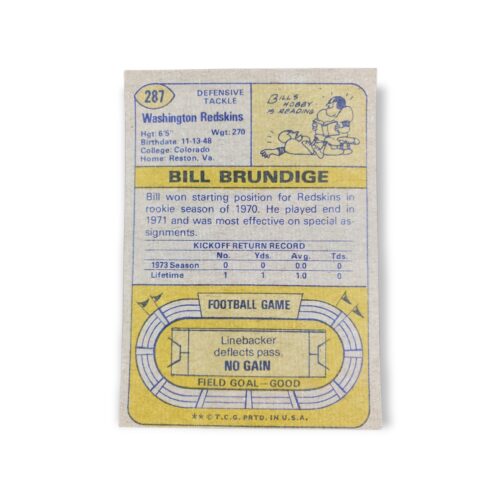 287
DEFENSIVE
TACKLE
Washington Redskins
Hgt: 6'5" Wgt: 270
Birthdate: 11-13-48
College: Colorado
Home: Reston, Va.
BILL'S
HOBBY
IS READING
BILL BRUNDIGE
Bill won starting position for Redskins in
rookie season of 1970. He played end in
1971 and was most effective on special as-
signments.
KICKOFF RETURN RECORD
No. Yds. Avg. Tds.
1973 Season 0 0 0.0 0
Lifetime 1 1 1.0 0
FOOTBALL GAME
Linebacker
deflects pass,
NO GAIN
FIELD GOAL—GOOD
** © T.C.G. PRTD. IN U.S.A.